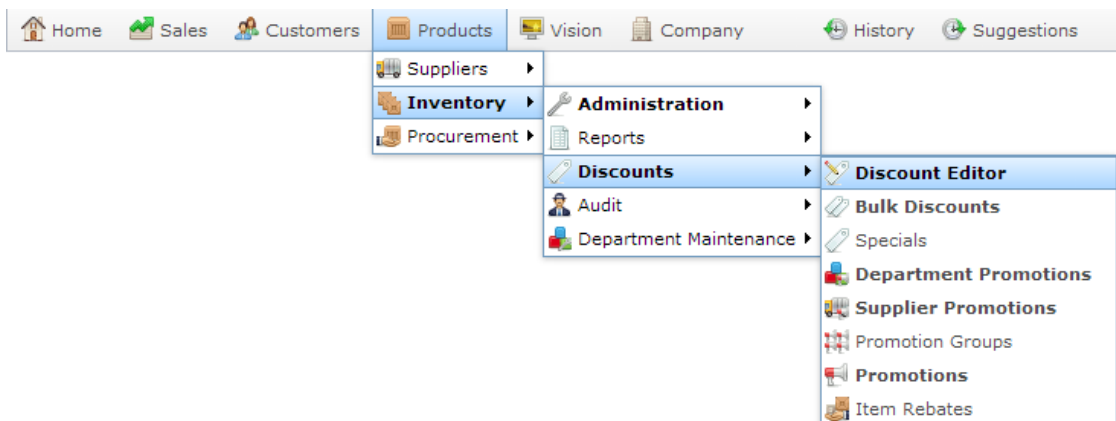 Home Sales Customers Products Vision Company History Suggestions
Suppliers
Inventory Administration
Procurement Reports
Discounts Discount Editor
Audit Bulk Discounts
Department Maintenance Specials
Department Promotions
Supplier Promotions
Promotion Groups
Promotions
Item Rebates